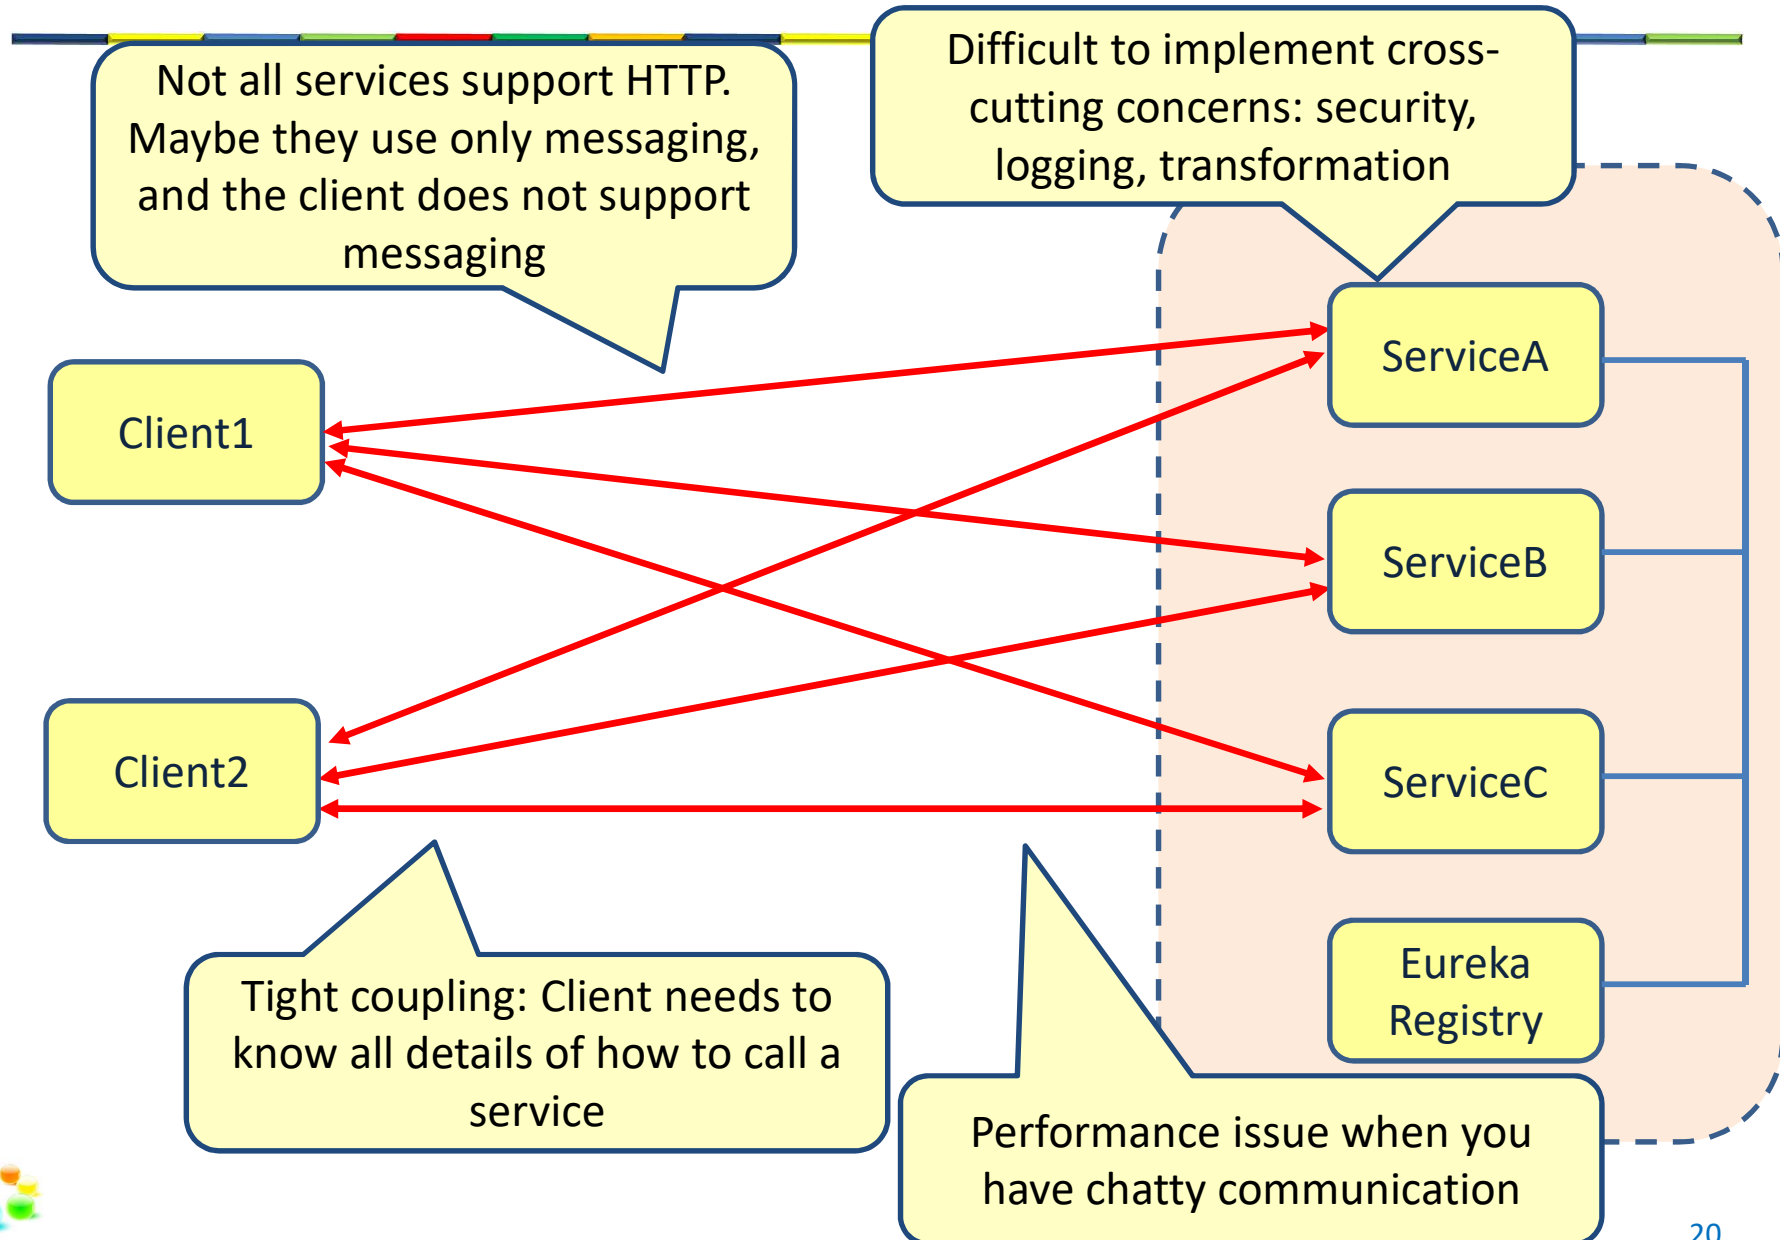 Not all services support HTTP.
Maybe they use only messaging,
and the client does not support
messaging
Difficult to implement cross-
cutting concerns: security,
logging, transformation
Client1
ServiceA
ServiceB
Client2
ServiceC
Eureka
Registry
Tight coupling: Client needs to
know all details of how to call a
service
Performance issue when you
have chatty communication
20